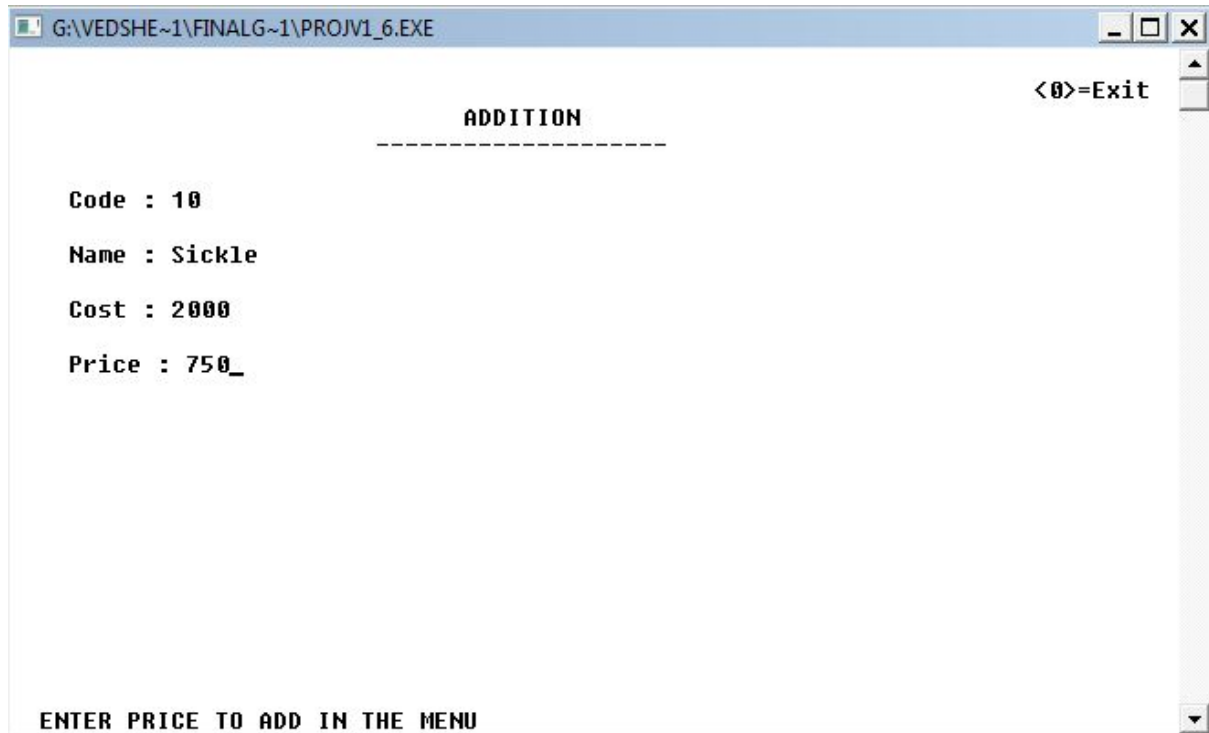 G:\VEDSHE~1\FINALG~1\PROJV1_6.EXE
<0>=Exit
ADDITION
--------------------
Code : 10
Name : Sickle
Cost : 2000
Price : 750_
ENTER PRICE TO ADD IN THE MENU